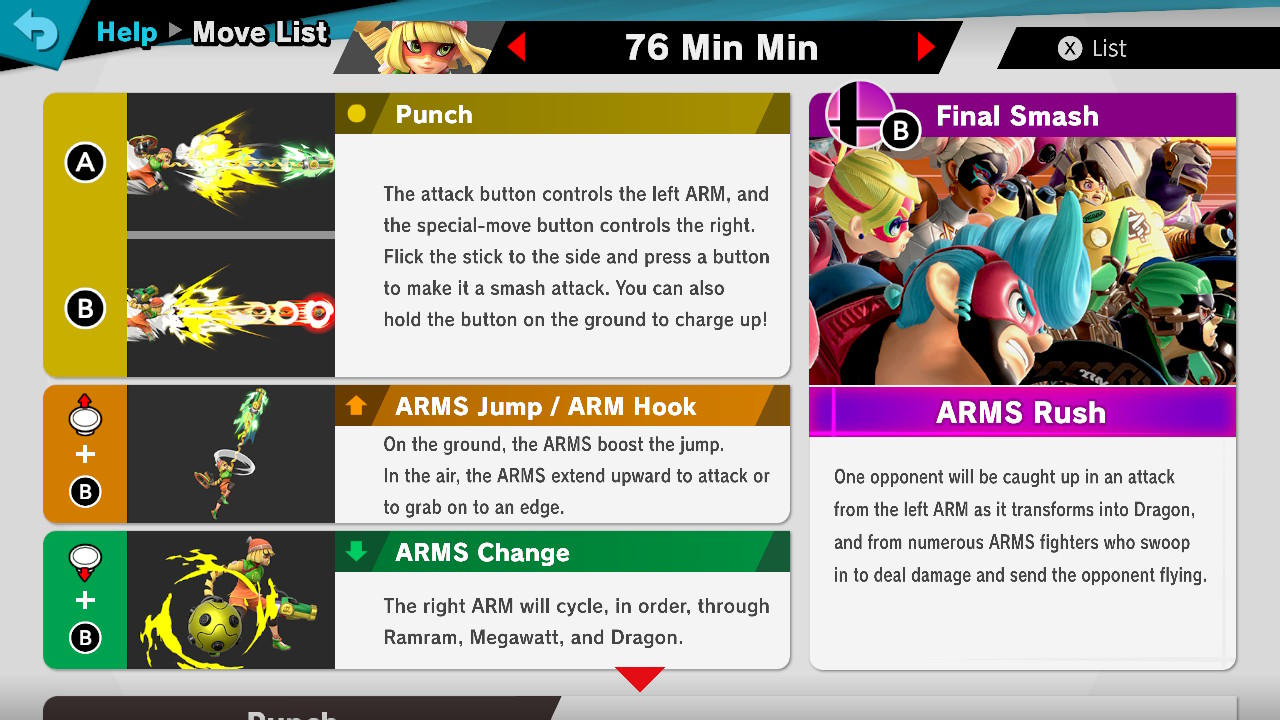 Help ▶ Move List
76 Min Min
X List
A
B
Punch
The attack button controls the left ARM, and
the special-move button controls the right.
Flick the stick to the side and press a button
to make it a smash attack. You can also
hold the button on the ground to charge up!
+
B
ARMS Jump / ARM Hook
On the ground, the ARMS boost the jump.
In the air, the ARMS extend upward to attack or
to grab on to an edge.
+
B
ARMS Change
The right ARM will cycle, in order, through
Ramram, Megawatt, and Dragon.
B Final Smash
ARMS Rush
One opponent will be caught up in an attack
from the left ARM as it transforms into Dragon,
and from numerous ARMS fighters who swoop
in to deal damage and send the opponent flying.
Punch